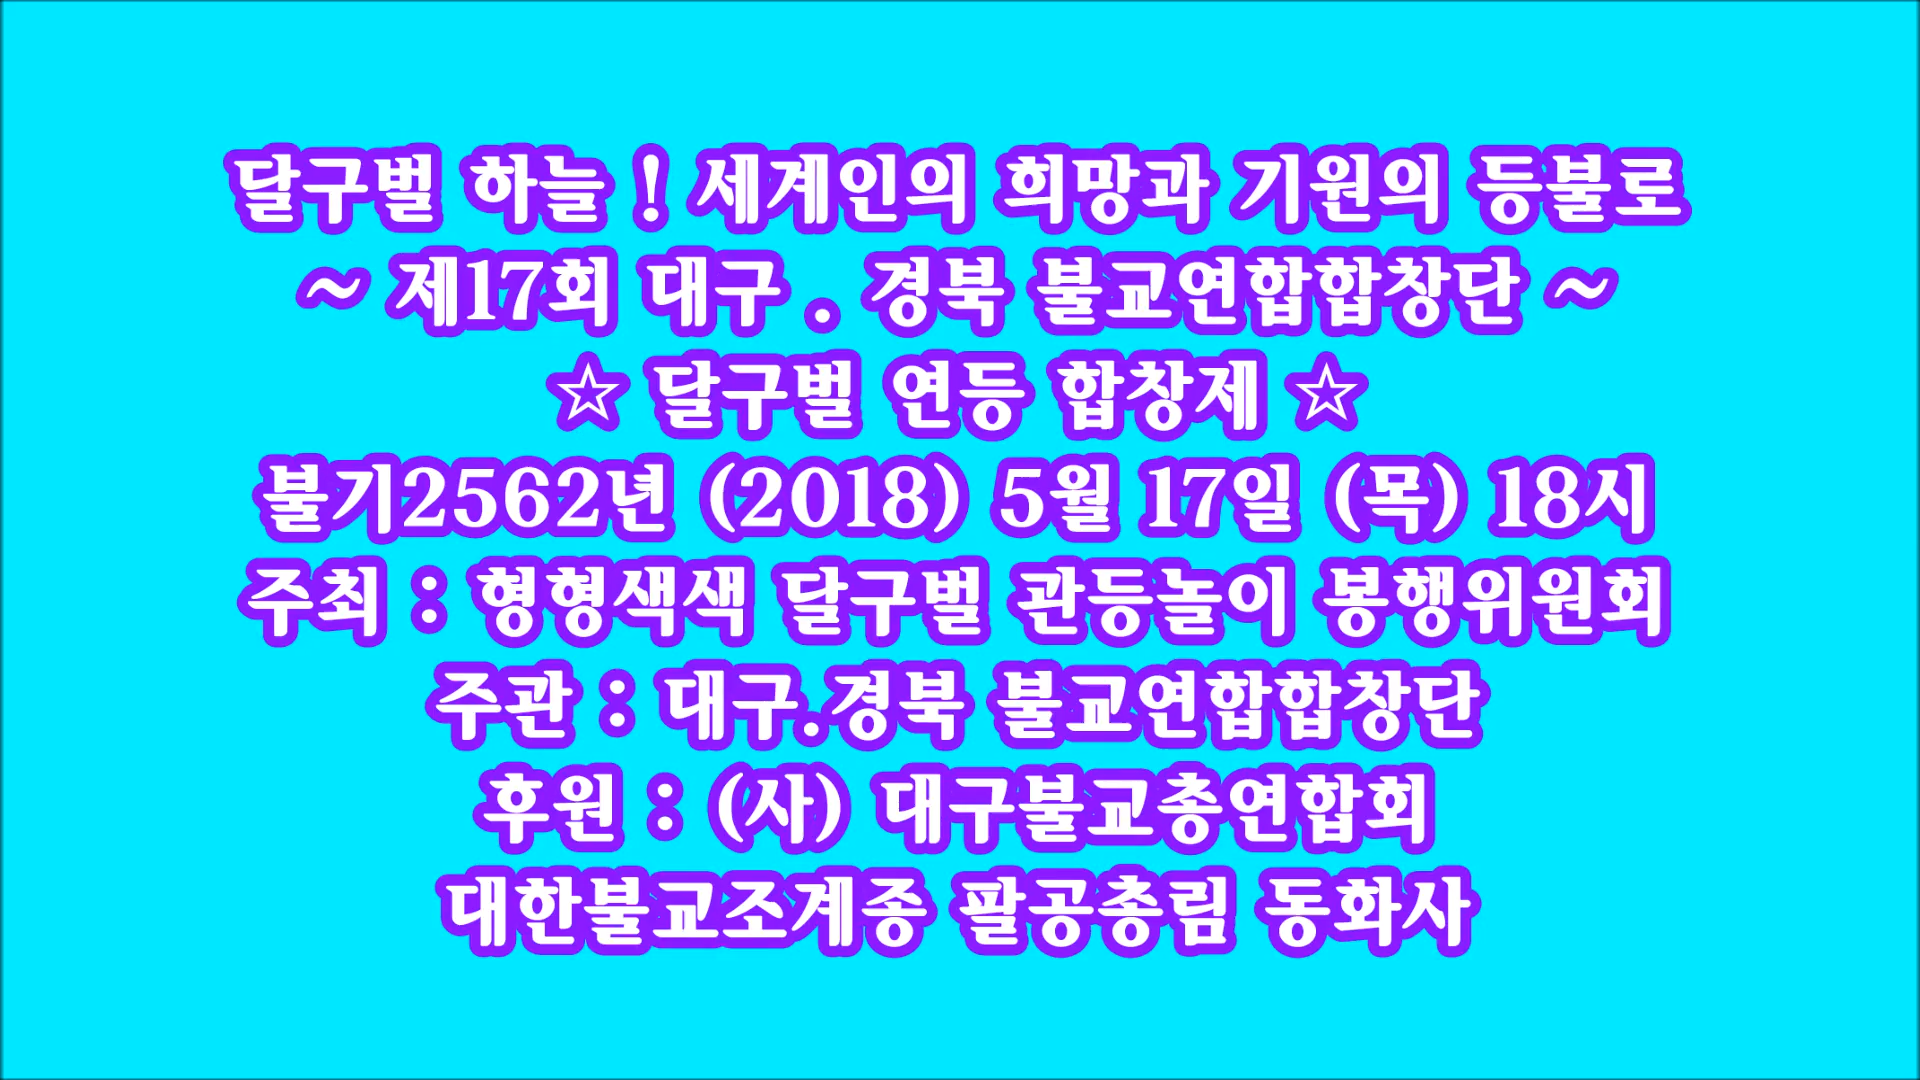 달구벌 하늘 ! 세계인의 희망과 기원의 등불로
~ 제17회 대구 . 경북 불교연합합창단 ~
☆ 달구벌 연등 합창제 ☆
불기2562년 (2018) 5월 17일 (목) 18시
주최 : 형형색색 달구벌 관등놀이 봉행위원회
주관 : 대구.경북 불교연합합창단
후원 : (사) 대구불교총연합회
대한불교조계종 팔공총림 동화사